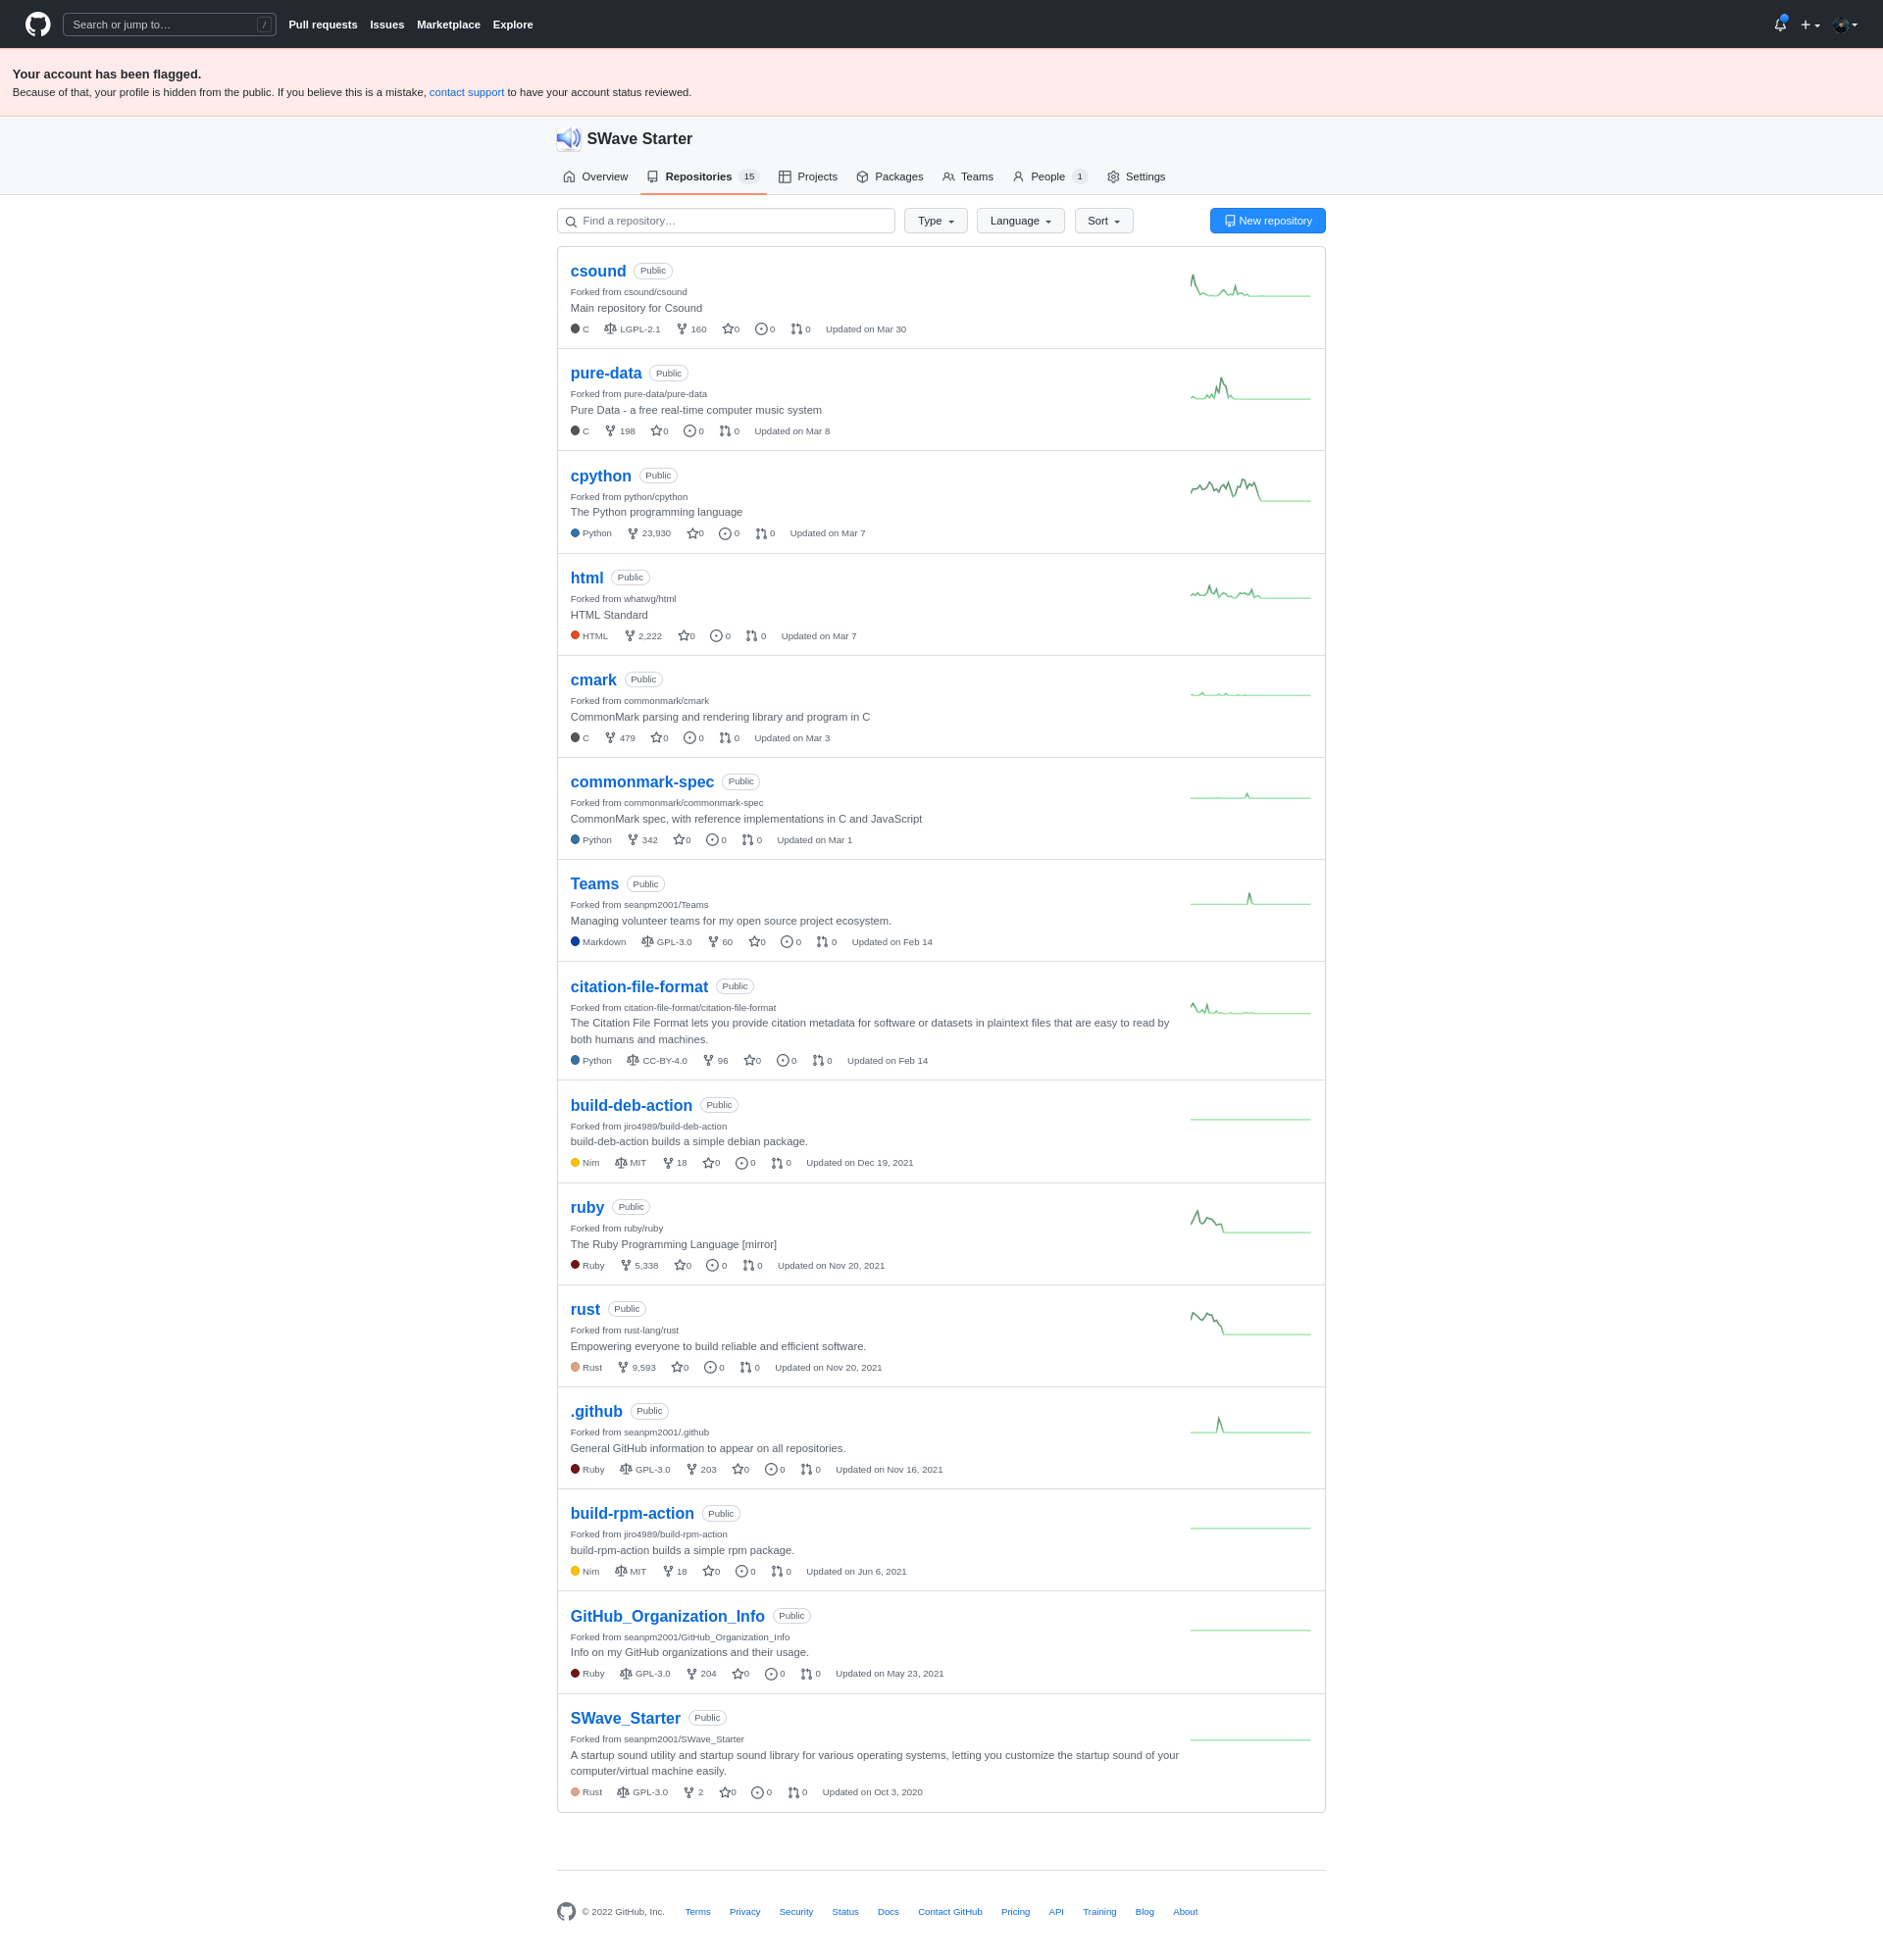 Search or jump to… / Pull requests Issues Marketplace Explore
Your account has been flagged.
Because of that, your profile is hidden from the public. If you believe this is a mistake, contact support to have your account status reviewed.
SWave Starter
Overview Repositories 15 Projects Packages Teams People 1 Settings
Find a repository… Type Language Sort New repository
csound Public
Forked from csound/csound
Main repository for Csound
C LGPL-2.1 160 0 0 0 Updated on Mar 30
pure-data Public
Forked from pure-data/pure-data
Pure Data - a free real-time computer music system
C 198 0 0 0 Updated on Mar 8
cpython Public
Forked from python/cpython
The Python programming language
Python 23,930 0 0 0 Updated on Mar 7
html Public
Forked from whatwg/html
HTML Standard
HTML 2,222 0 0 0 Updated on Mar 7
cmark Public
Forked from commonmark/cmark
CommonMark parsing and rendering library and program in C
C 479 0 0 0 Updated on Mar 3
commonmark-spec Public
Forked from commonmark/commonmark-spec
CommonMark spec, with reference implementations in C and JavaScript
Python 342 0 0 0 Updated on Mar 1
Teams Public
Forked from seanpm2001/Teams
Managing volunteer teams for my open source project ecosystem.
Markdown GPL-3.0 60 0 0 0 Updated on Feb 14
citation-file-format Public
Forked from citation-file-format/citation-file-format
The Citation File Format lets you provide citation metadata for software or datasets in plaintext files that are easy to read by
both humans and machines.
Python CC-BY-4.0 96 0 0 0 Updated on Feb 14
build-deb-action Public
Forked from jiro4989/build-deb-action
build-deb-action builds a simple debian package.
Nim MIT 18 0 0 0 Updated on Dec 19, 2021
ruby Public
Forked from ruby/ruby
The Ruby Programming Language [mirror]
Ruby 5,338 0 0 0 Updated on Nov 20, 2021
rust Public
Forked from rust-lang/rust
Empowering everyone to build reliable and efficient software.
Rust 9,593 0 0 0 Updated on Nov 20, 2021
.github Public
Forked from seanpm2001/.github
General GitHub information to appear on all repositories.
Ruby GPL-3.0 203 0 0 0 Updated on Nov 16, 2021
build-rpm-action Public
Forked from jiro4989/build-rpm-action
build-rpm-action builds a simple rpm package.
Nim MIT 18 0 0 0 Updated on Jun 6, 2021
GitHub_Organization_Info Public
Forked from seanpm2001/GitHub_Organization_Info
Info on my GitHub organizations and their usage.
Ruby GPL-3.0 204 0 0 0 Updated on May 23, 2021
SWave_Starter Public
Forked from seanpm2001/SWave_Starter
A startup sound utility and startup sound library for various operating systems, letting you customize the startup sound of your
computer/virtual machine easily.
Rust GPL-3.0 2 0 0 0 Updated on Oct 3, 2020
© 2022 GitHub, Inc. Terms Privacy Security Status Docs Contact GitHub Pricing API Training Blog About